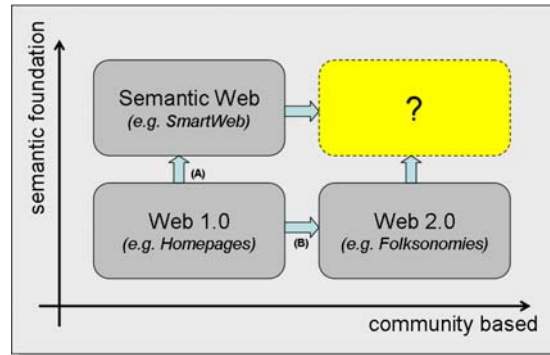 semantic foundation
Semantic Web
(e.g. SmartWeb)
?
(A)
Web 1.0
(e.g. Homepages)
(B)
Web 2.0
(e.g. Folksonomies)
community based